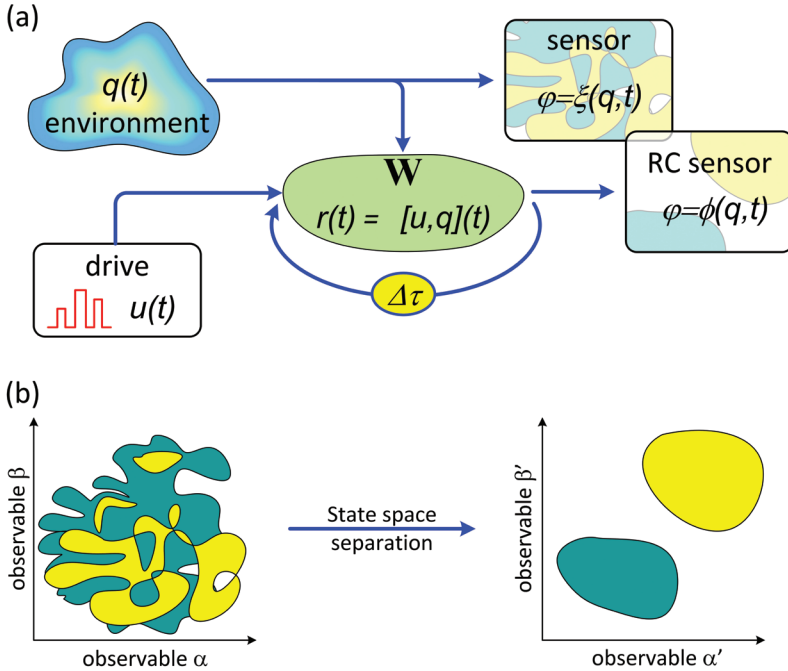 (a)
q(t)
environment
sensor
φ=ξ(q,t)
RC sensor
φ=ϕ(q,t)
W
r(t) = [u,q](t)
drive
u(t)
Δτ
(b)
observable β
observable α
State space
separation
observable β'
observable α'